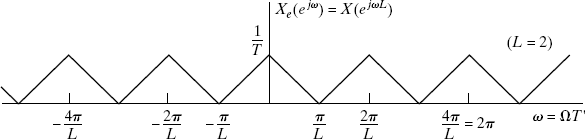 X_e(e^{jω}) = X(e^{jωL})
1/T
(L = 2)
−4π/L −2π/L −π/L π/L 2π/L 4π/L = 2π ω = ΩT'